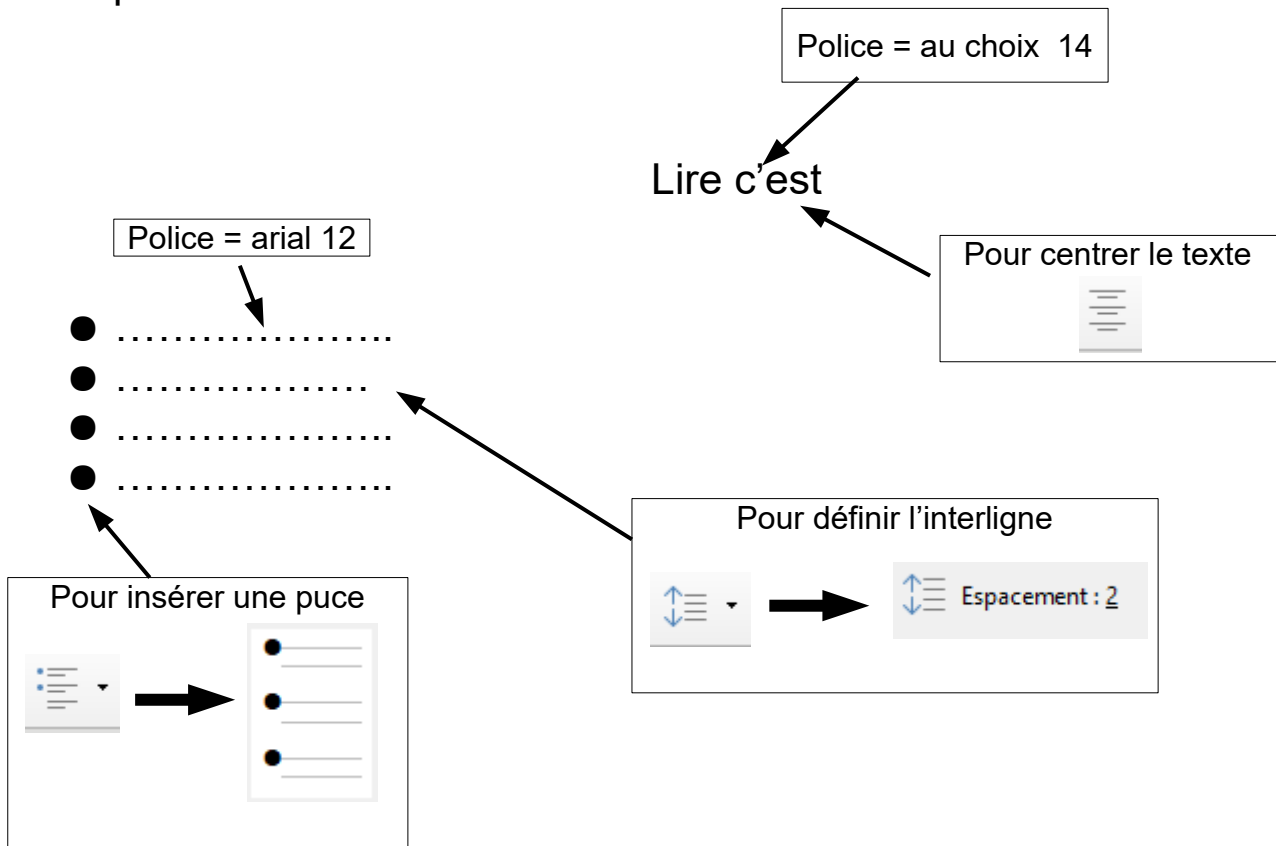 Police = au choix 14
Lire c’est
Police = arial 12
Pour centrer le texte
● ………………….
● ………………
● ………………….
● ………………….
Pour définir l’interligne
Espacement : 2
Pour insérer une puce